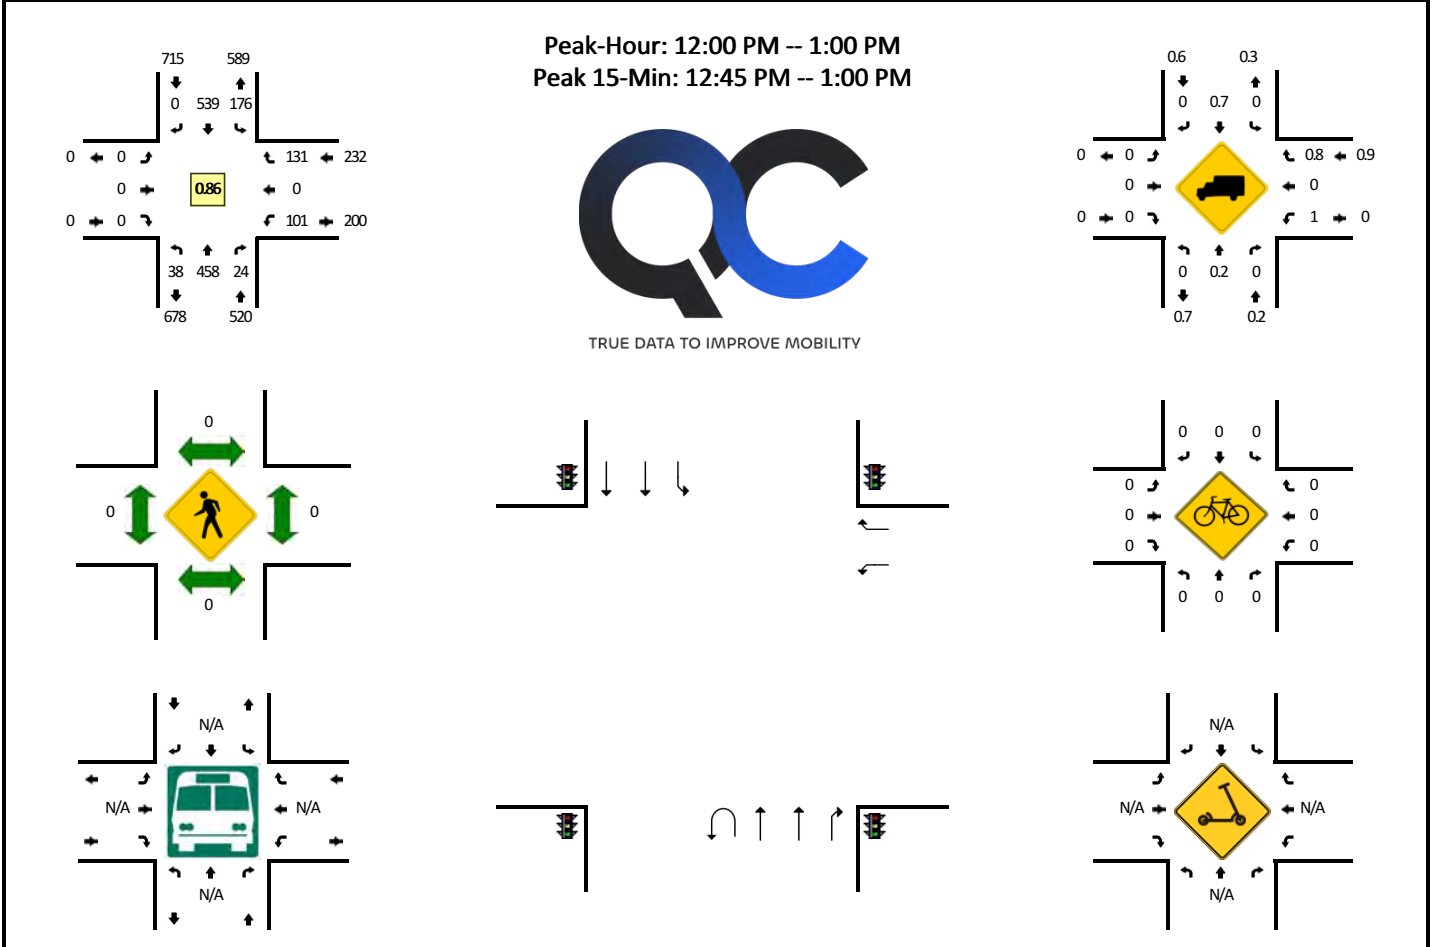 Peak-Hour: 12:00 PM -- 1:00 PM
Peak 15-Min: 12:45 PM -- 1:00 PM
715 589
0 539 176
0 0 131 232
0 0.86 0
0 0 101 200
38 458 24
678 520
TRUE DATA TO IMPROVE MOBILITY
0.6 0.3
0 0.7 0
0 0 0.8 0.9
0 0
0 0 1 0
0 0.2 0
0.7 0.2
0
0 0
0
0 0 0
0 0
0 0
0 0
0 0 0
N/A
N/A N/A
N/A
N/A
N/A N/A
N/A